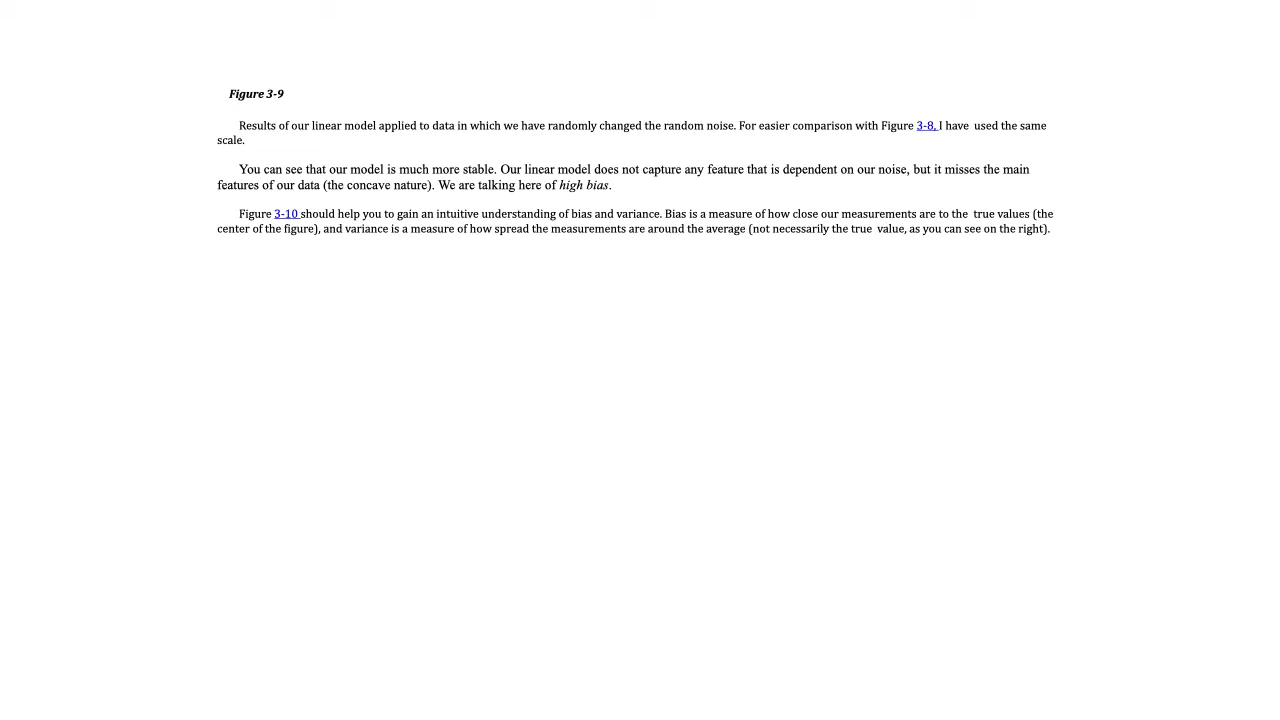 Figure 3-9
Results of our linear model applied to data in which we have randomly changed the random noise. For easier comparison with Figure 3-8, I have used the same
scale.
You can see that our model is much more stable. Our linear model does not capture any feature that is dependent on our noise, but it misses the main
features of our data (the concave nature). We are talking here of high bias.
Figure 3-10 should help you to gain an intuitive understanding of bias and variance. Bias is a measure of how close our measurements are to the true values (the
center of the figure), and variance is a measure of how spread the measurements are around the average (not necessarily the true value, as you can see on the right).